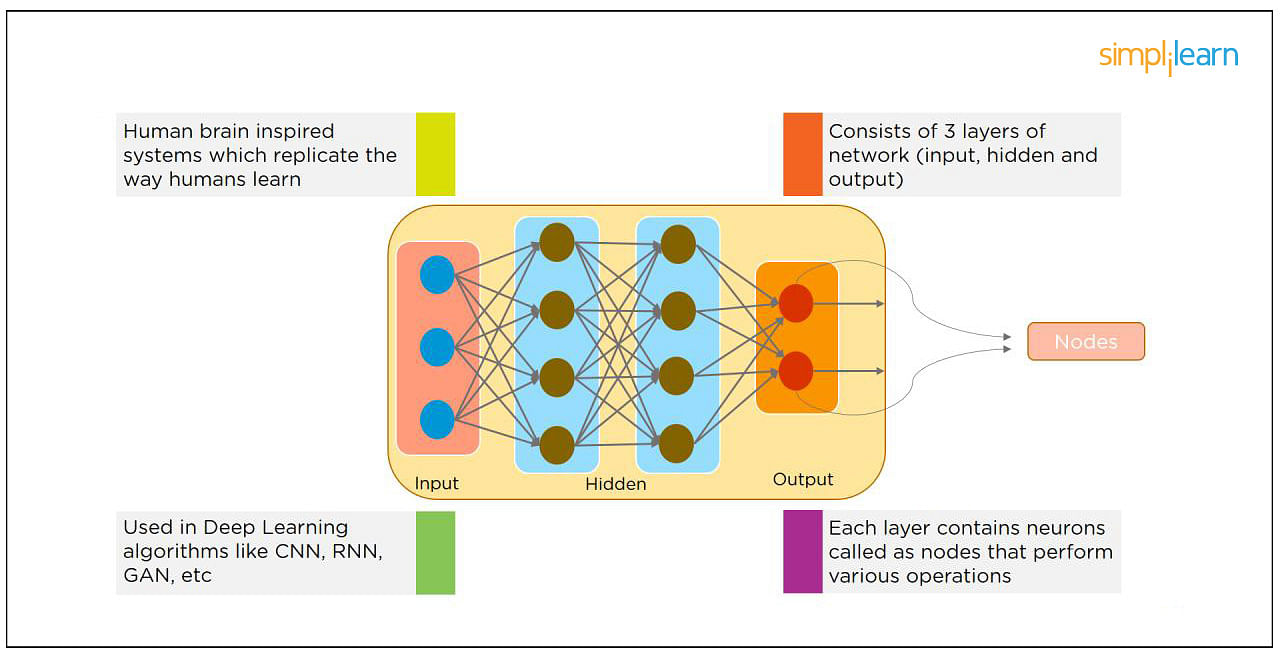 simplilearn
Human brain inspired
systems which replicate the
way humans learn
Consists of 3 layers of
network (input, hidden and
output)
Input
Hidden
Output
Nodes
Used in Deep Learning
algorithms like CNN, RNN,
GAN, etc
Each layer contains neurons
called as nodes that perform
various operations